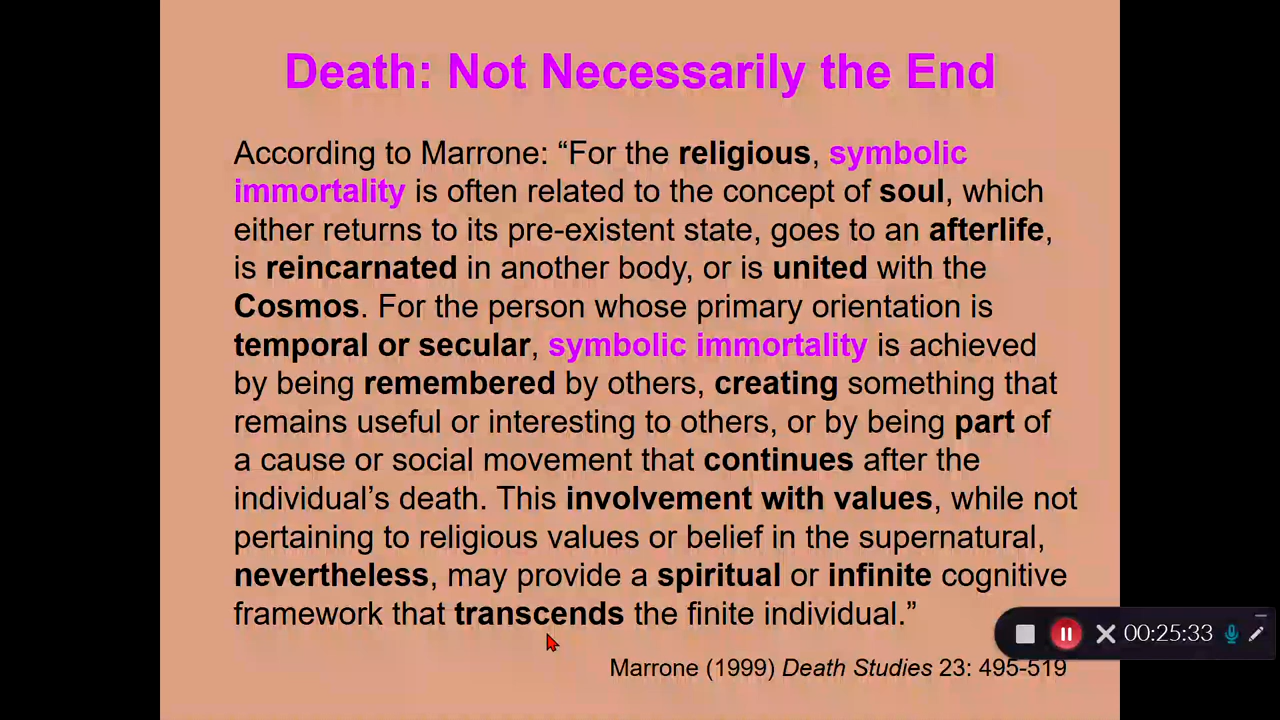 Death: Not Necessarily the End
According to Marrone: “For the religious, symbolic
immortality is often related to the concept of soul, which
either returns to its pre-existent state, goes to an afterlife,
is reincarnated in another body, or is united with the
Cosmos. For the person whose primary orientation is
temporal or secular, symbolic immortality is achieved
by being remembered by others, creating something that
remains useful or interesting to others, or by being part of
a cause or social movement that continues after the
individual’s death. This involvement with values, while not
pertaining to religious values or belief in the supernatural,
nevertheless, may provide a spiritual or infinite cognitive
framework that transcends the finite individual.”
00:25:33
Marrone (1999) Death Studies 23: 495-519